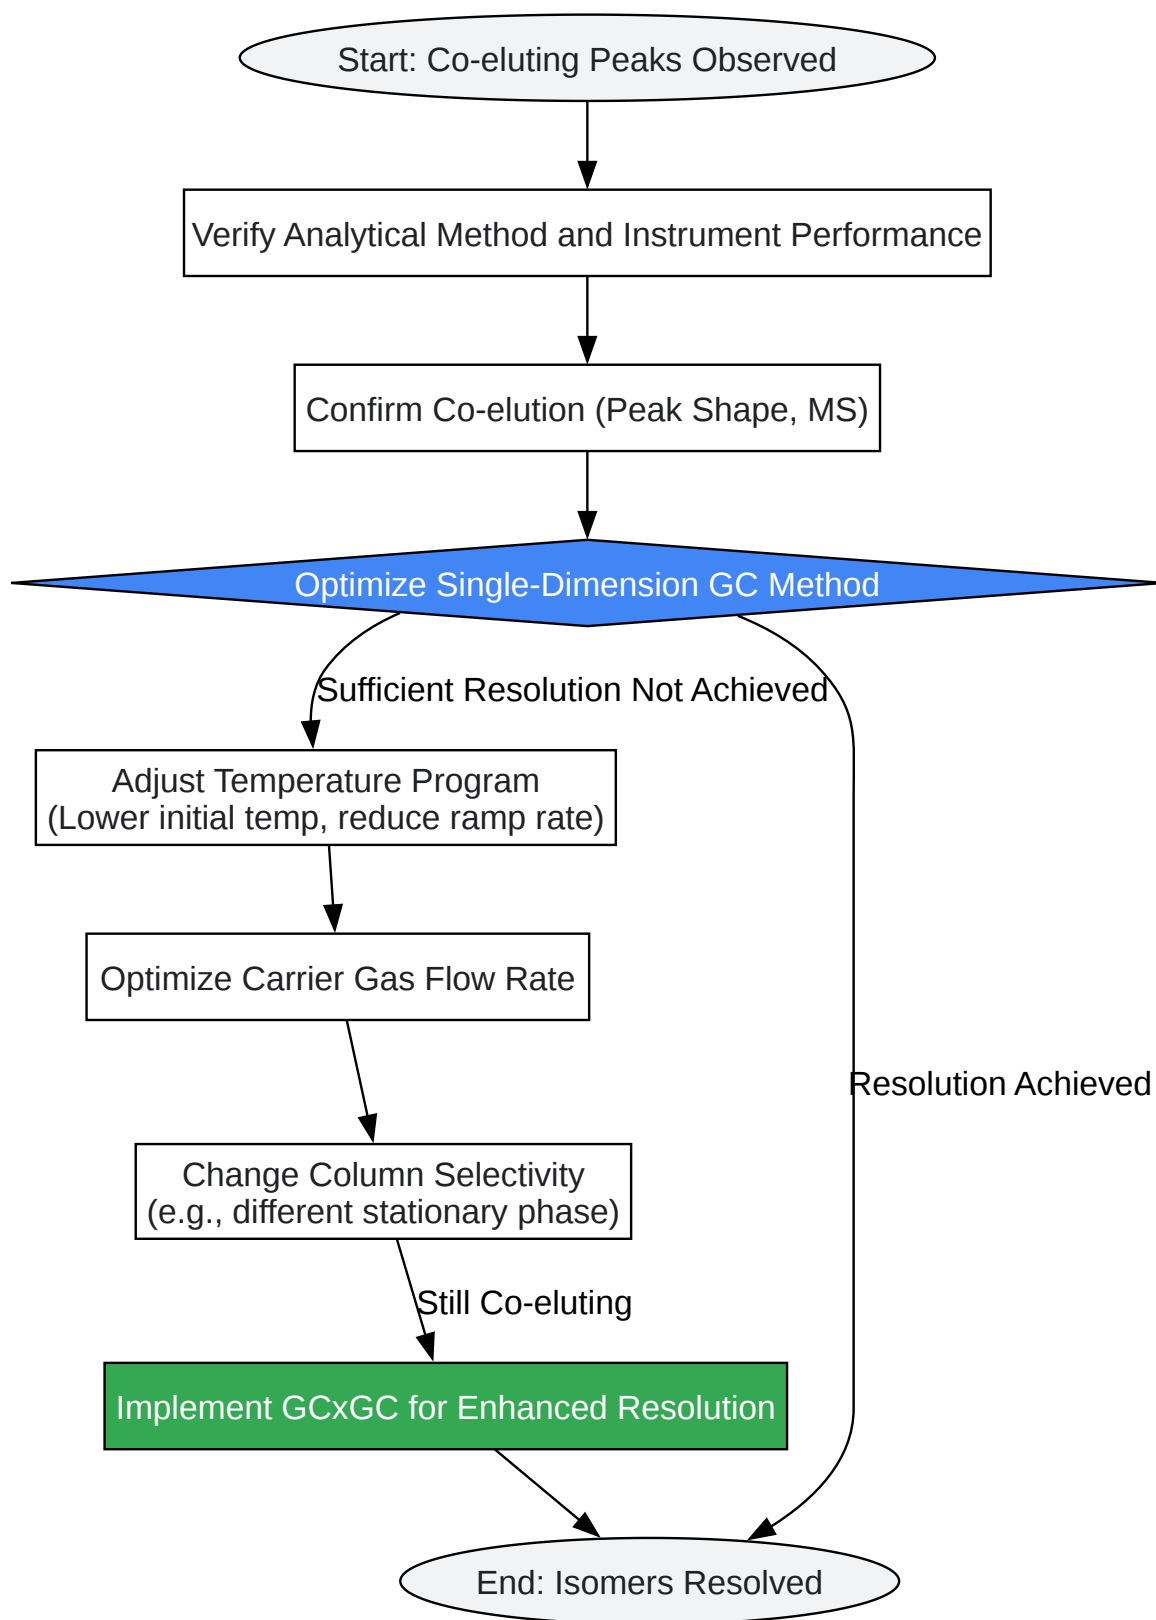 Start: Co-eluting Peaks Observed
Verify Analytical Method and Instrument Performance
Confirm Co-elution (Peak Shape, MS)
Optimize Single-Dimension GC Method
Sufficient Resolution Not Achieved
Adjust Temperature Program
(Lower initial temp, reduce ramp rate)
Optimize Carrier Gas Flow Rate
Resolution Achieved
Change Column Selectivity
(e.g., different stationary phase)
Still Co-eluting
Implement GCxGC for Enhanced Resolution
End: Isomers Resolved